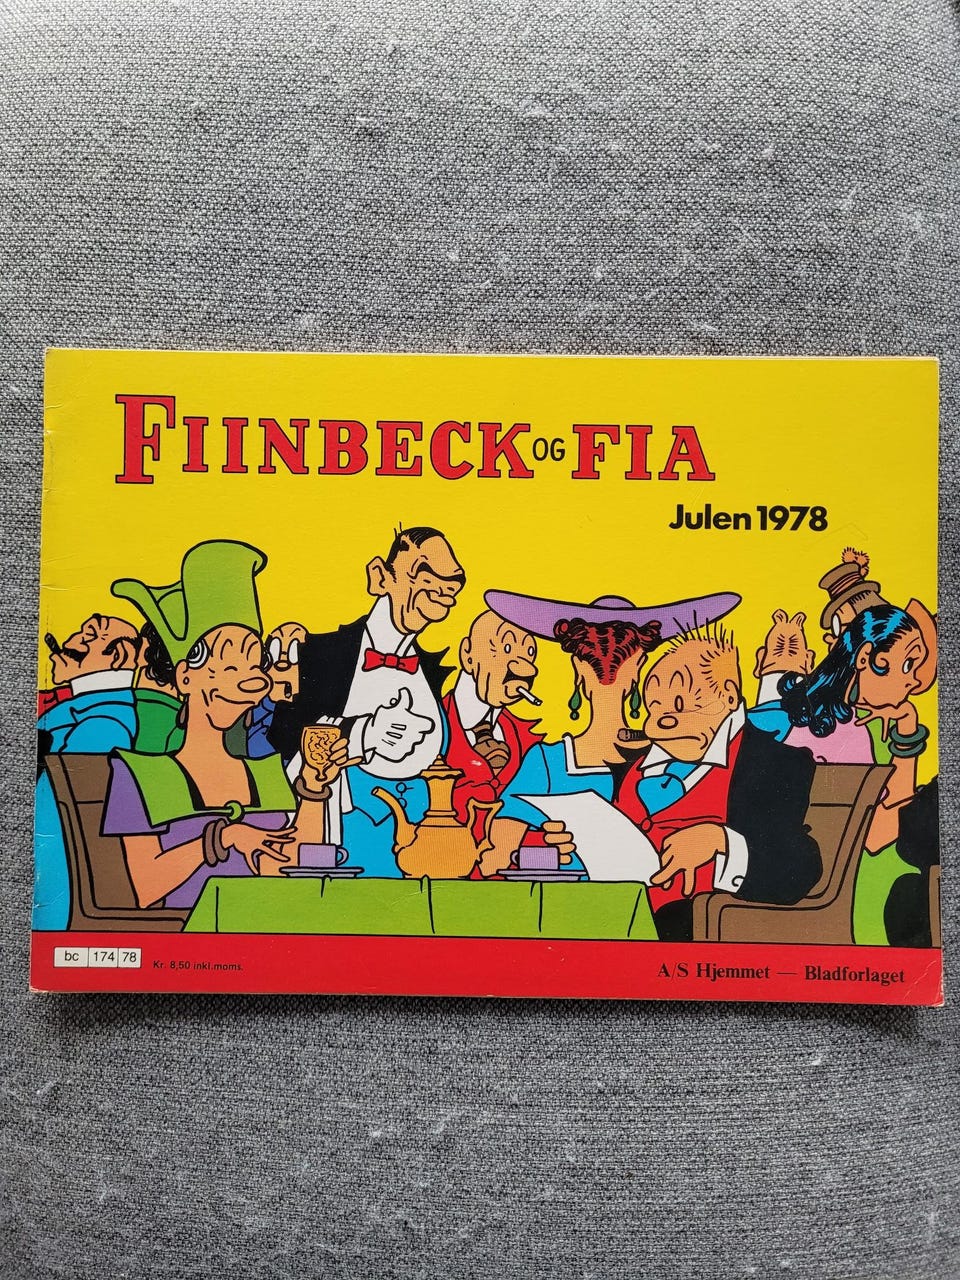 FIINBECK OG FIA
Julen 1978
bc 174 78
Kr. 8,50 inkl.moms.
A/S Hjemmet — Bladforlaget